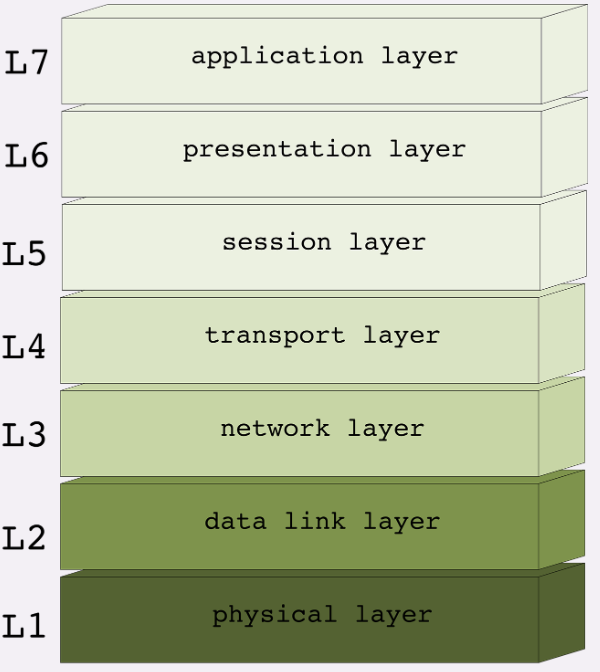 L7 application layer
L6 presentation layer
L5 session layer
L4 transport layer
L3 network layer
L2 data link layer
L1 physical layer